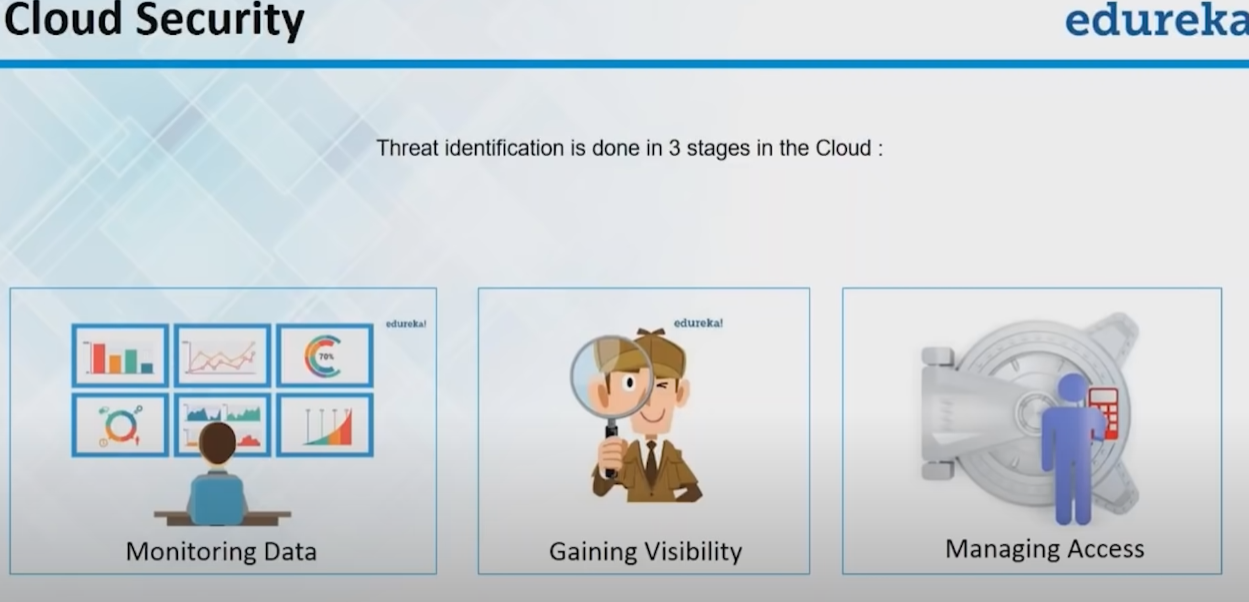 Cloud Security
edureka
Threat identification is done in 3 stages in the Cloud :
edureka!
70%
edureka!
Monitoring Data
Gaining Visibility
Managing Access